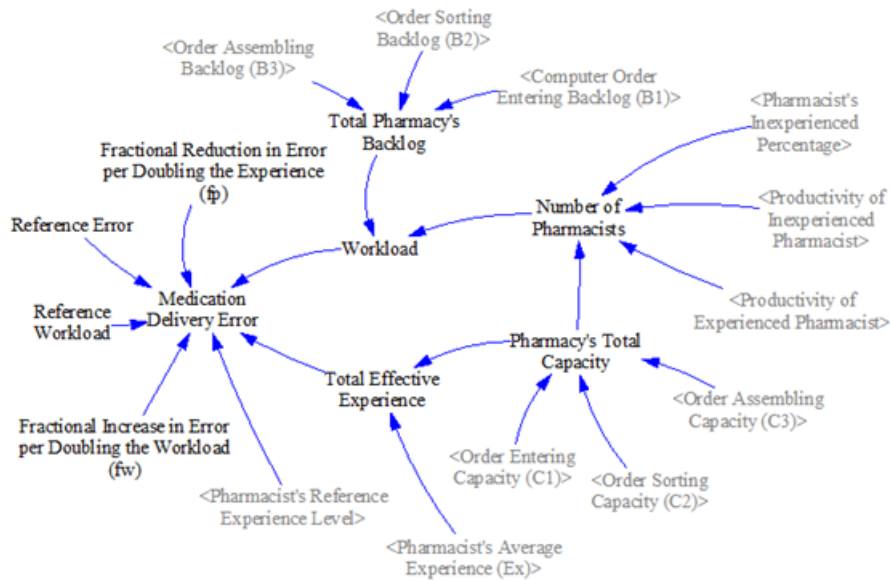 <Order Sorting
Backlog (B2)>
<Order Assembling
Backlog (B3)>
<Computer Order
Entering Backlog (B1)>
Total Pharmacy's
Backlog
<Pharmacist's
Inexperienced
Percentage>
Fractional Reduction in Error
per Doubling the Experience
(fp)
<Productivity of
Inexperienced
Pharmacist>
Number of
Pharmacists
Reference Error
Workload
Medication
Delivery Error
Reference
Workload
<Productivity of
Experienced Pharmacist>
Pharmacy's Total
Capacity
Total Effective
Experience
<Order Assembling
Capacity (C3)>
Fractional Increase in Error
per Doubling the Workload
(fw)
<Order Entering
Capacity (C1)>
<Order Sorting
Capacity (C2)>
<Pharmacist's Reference
Experience Level>
<Pharmacist's Average
Experience (Ex)>